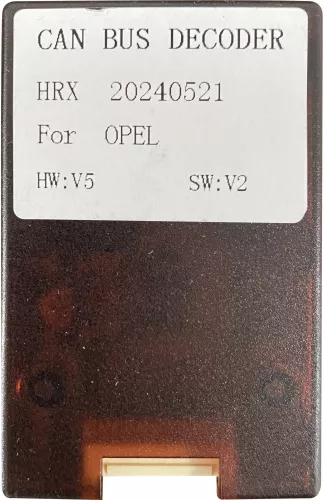 CAN BUS DECODER
HRX 20240521
For OPEL
HW:V5 SW:V2